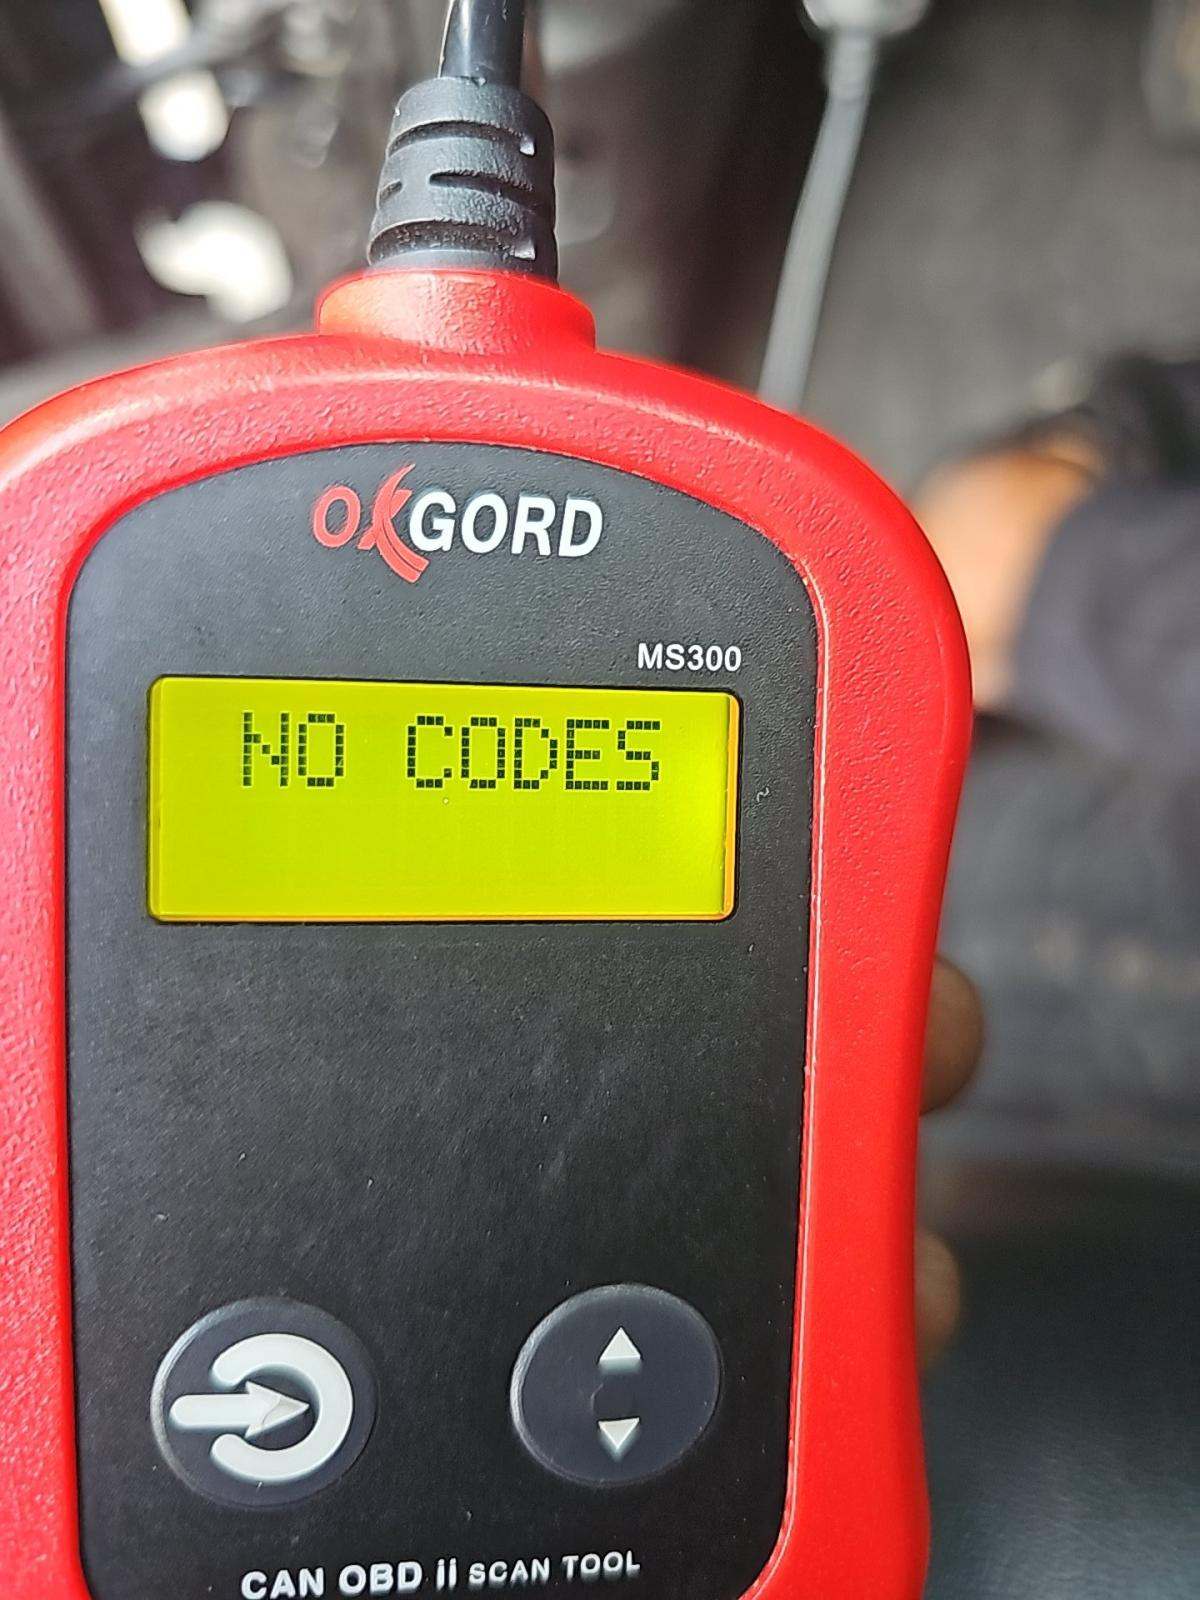 OXGORD
MS300
NO CODES
CAN OBD ii SCAN TOOL